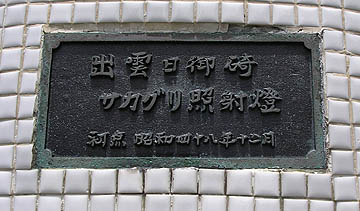 出雲日御碕
サカグリ照射燈
初点 昭和四十八年十二月